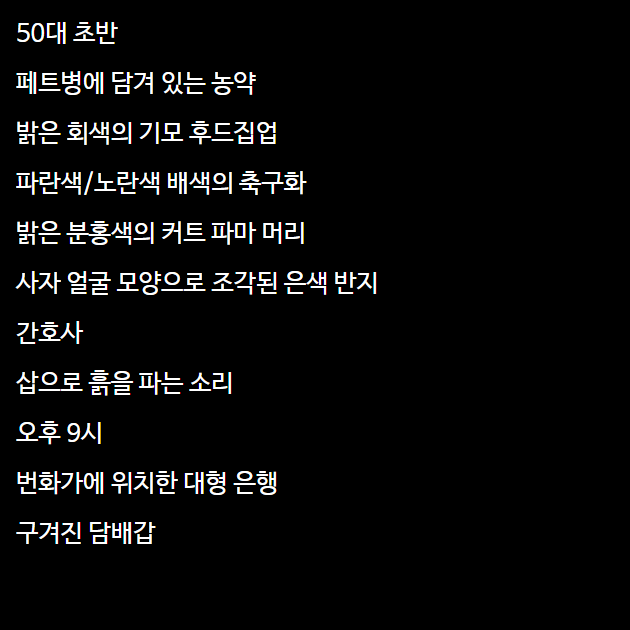 50대 초반
페트병에 담겨 있는 농약
밝은 회색의 기모 후드집업
파란색/노란색 배색의 축구화
밝은 분홍색의 커트 파마 머리
사자 얼굴 모양으로 조각된 은색 반지
간호사
삽으로 흙을 파는 소리
오후 9시
번화가에 위치한 대형 은행
구겨진 담배갑